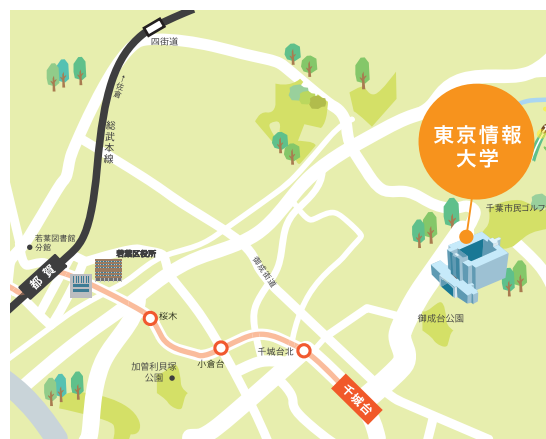 四街道
↑佐倉
総武本線
東京情報
大学
千葉市民ゴルフ
若葉図書館
分館
若葉区役所
都賀
御成街道
桜木
御成台公園
小倉台
千城台北
加曽利貝塚
公園
千城台